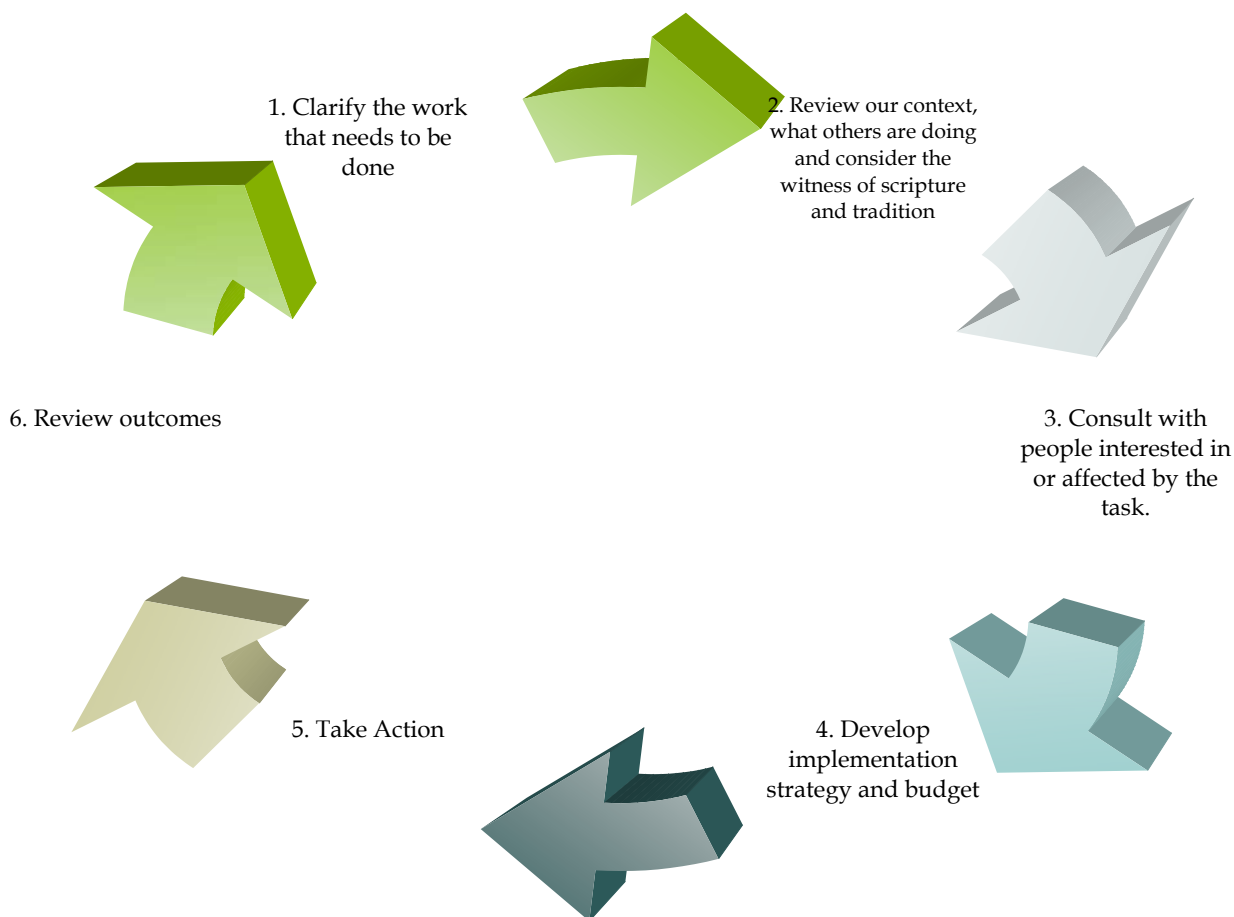 1. Clarify the work
that needs to be
done
2. Review our context,
what others are doing
and consider the
witness of scripture
and tradition
3. Consult with
people interested in
or affected by the
task.
4. Develop
implementation
strategy and budget
5. Take Action
6. Review outcomes